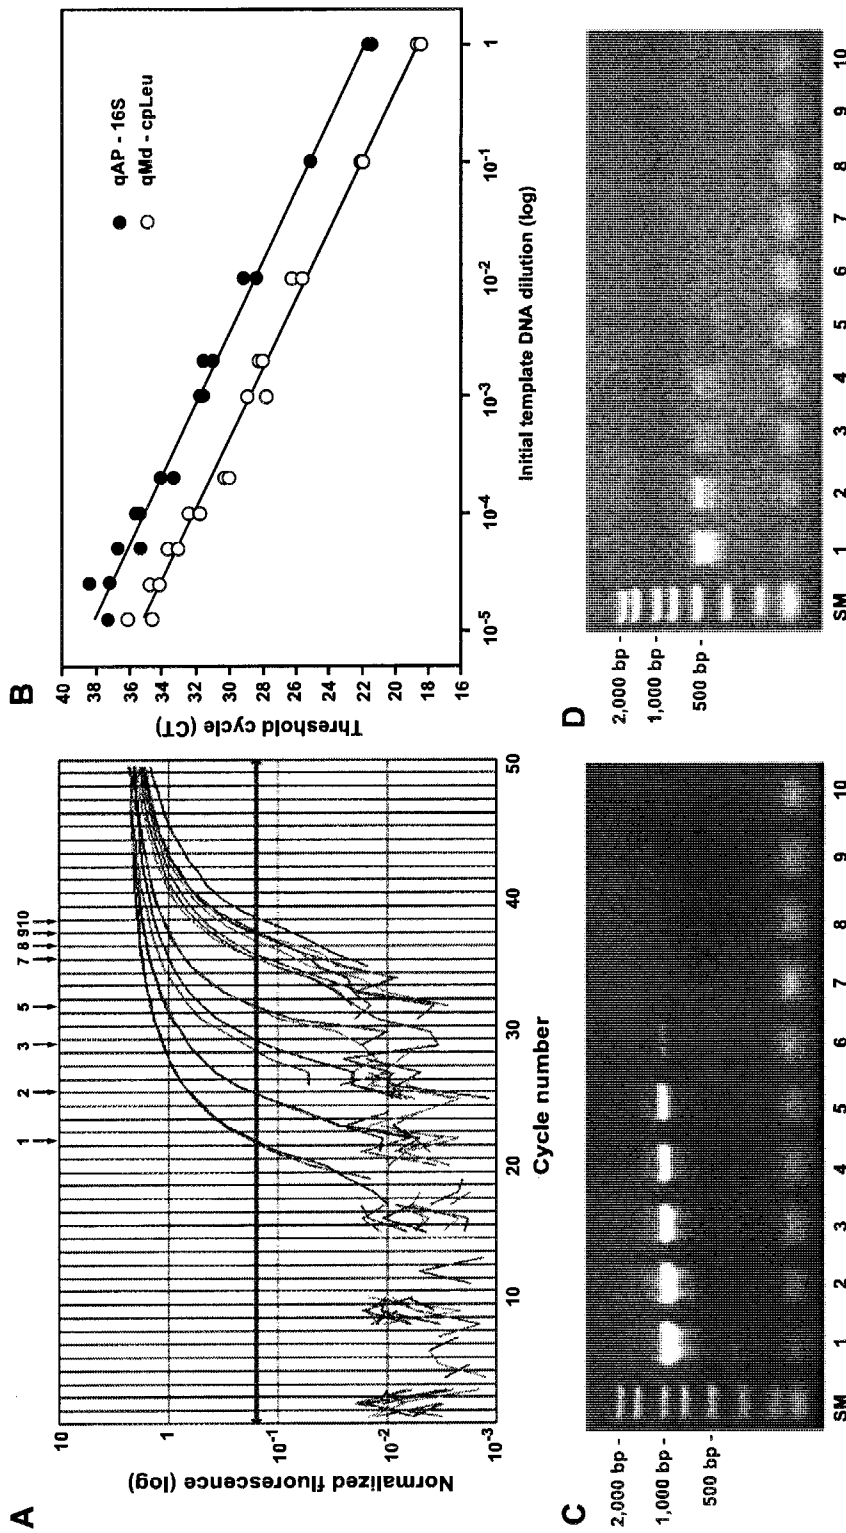 A
1
2
3
5
7 8 9 10
10
1
10-1
10-2
10-3
Normalized fluorescence (log)
10
20
30
40
50
Cycle number
B
40
38
36
34
32
30
28
26
24
22
20
18
16
Threshold cycle (CT)
qAP - 16S
qMd - cpLeu
10-5
10-4
10-3
10-2
10-1
1
Initial template DNA dilution (log)
C
2,000 bp -
1,000 bp -
500 bp -
SM 1 2 3 4 5 6 7 8 9 10
D
2,000 bp -
1,000 bp -
500 bp -
SM 1 2 3 4 5 6 7 8 9 10